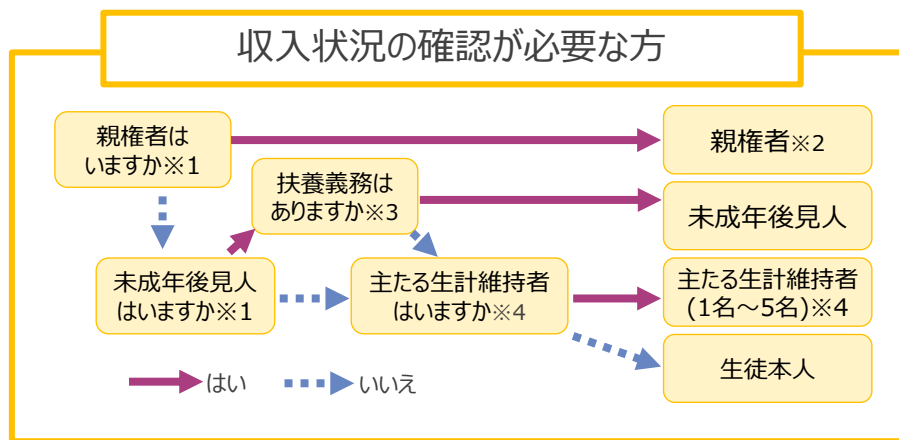 収入状況の確認が必要な方
親権者は
いますか※1
親権者※2
扶養義務は
ありますか※3
未成年後見人
未成年後見人
はいますか※1
主たる生計維持者
はいますか※4
主たる生計維持者
(1名～5名)※4
生徒本人
はい
いいえ